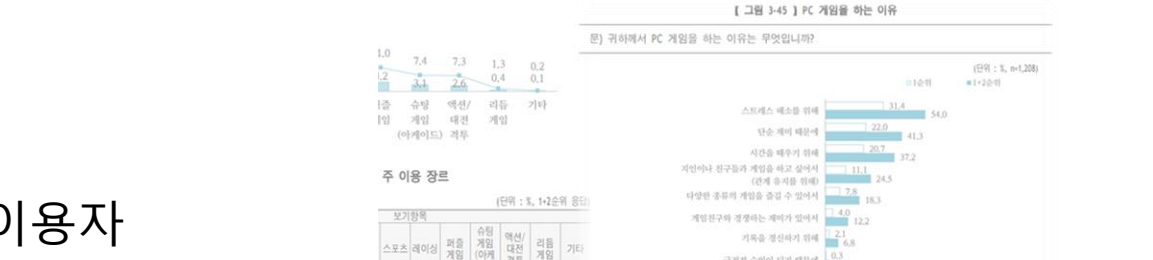 [ 그림 3-45 ] PC 게임을 하는 이유
문) 귀하께서 PC 게임을 하는 이유는 무엇입니까?
(단위 : %, n=1,208)
1순위 1+2순위
스트레스 해소를 위해 31.4 54.0
단순 재미 때문에 22.0 41.3
시간을 때우기 위해 20.7 37.2
지인이나 친구들과 게임을 하고 싶어서
(관계 유지를 위해) 11.1 24.5
다양한 종류의 게임을 즐길 수 있어서 7.8 18.3
게임친구와 경쟁하는 재미가 있어서 4.0 12.2
기록을 갱신하기 위해 2.1 6.8
0.3
7.4 7.3 1.3 0.2
3.1 2.6 0.4 0.1
슈팅 액션/ 리듬 기타
게임 대전 게임
(아케이드) 격투
주 이용 장르
(단위 : %, 1+2순위 응답)
보기항목
스포츠 레이싱 퍼즐 게임 슈팅 게임 (아케 액션/ 대전 리듬 게임 기타
이용자